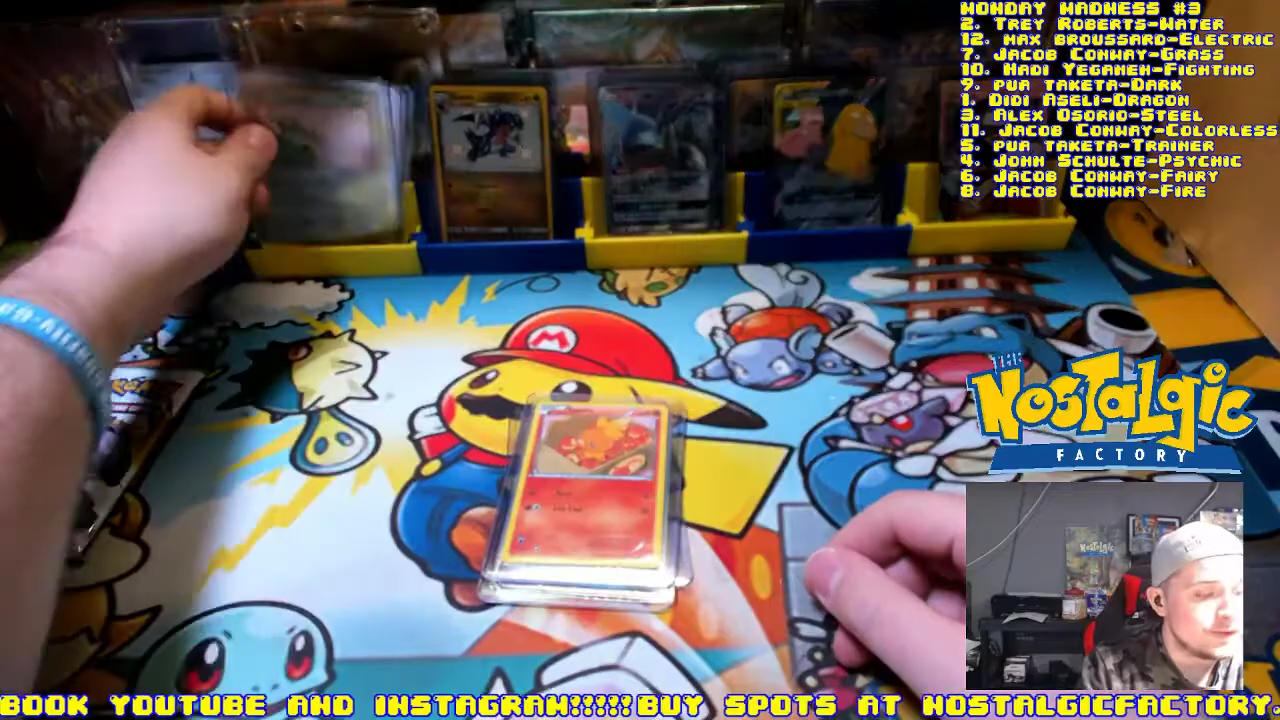 MONDAY MADNESS #3
2. TREY ROBERTS-WATER
12. MAX BROUSSARD-ELECTRIC
7. JACOB CONWAY-GRASS
10. HADI YEGANEH-FIGHTING
9. PUA TAKETA-DARK
1. DIDI ASELI-DRAGON
3. ALEX OSORIO-STEEL
11. JACOB CONWAY-COLORLESS
5. PUA TAKETA-TRAINER
4. JOHN SCHULTE-PSYCHIC
6. JACOB CONWAY-FAIRY
8. JACOB CONWAY-FIRE
M
NOSTALGIC
FACTORY
NOSTALGIC
BOOK YOUTUBE AND INSTAGRAM!!!!!BUY SPOTS AT NOSTALGICFACTORY.